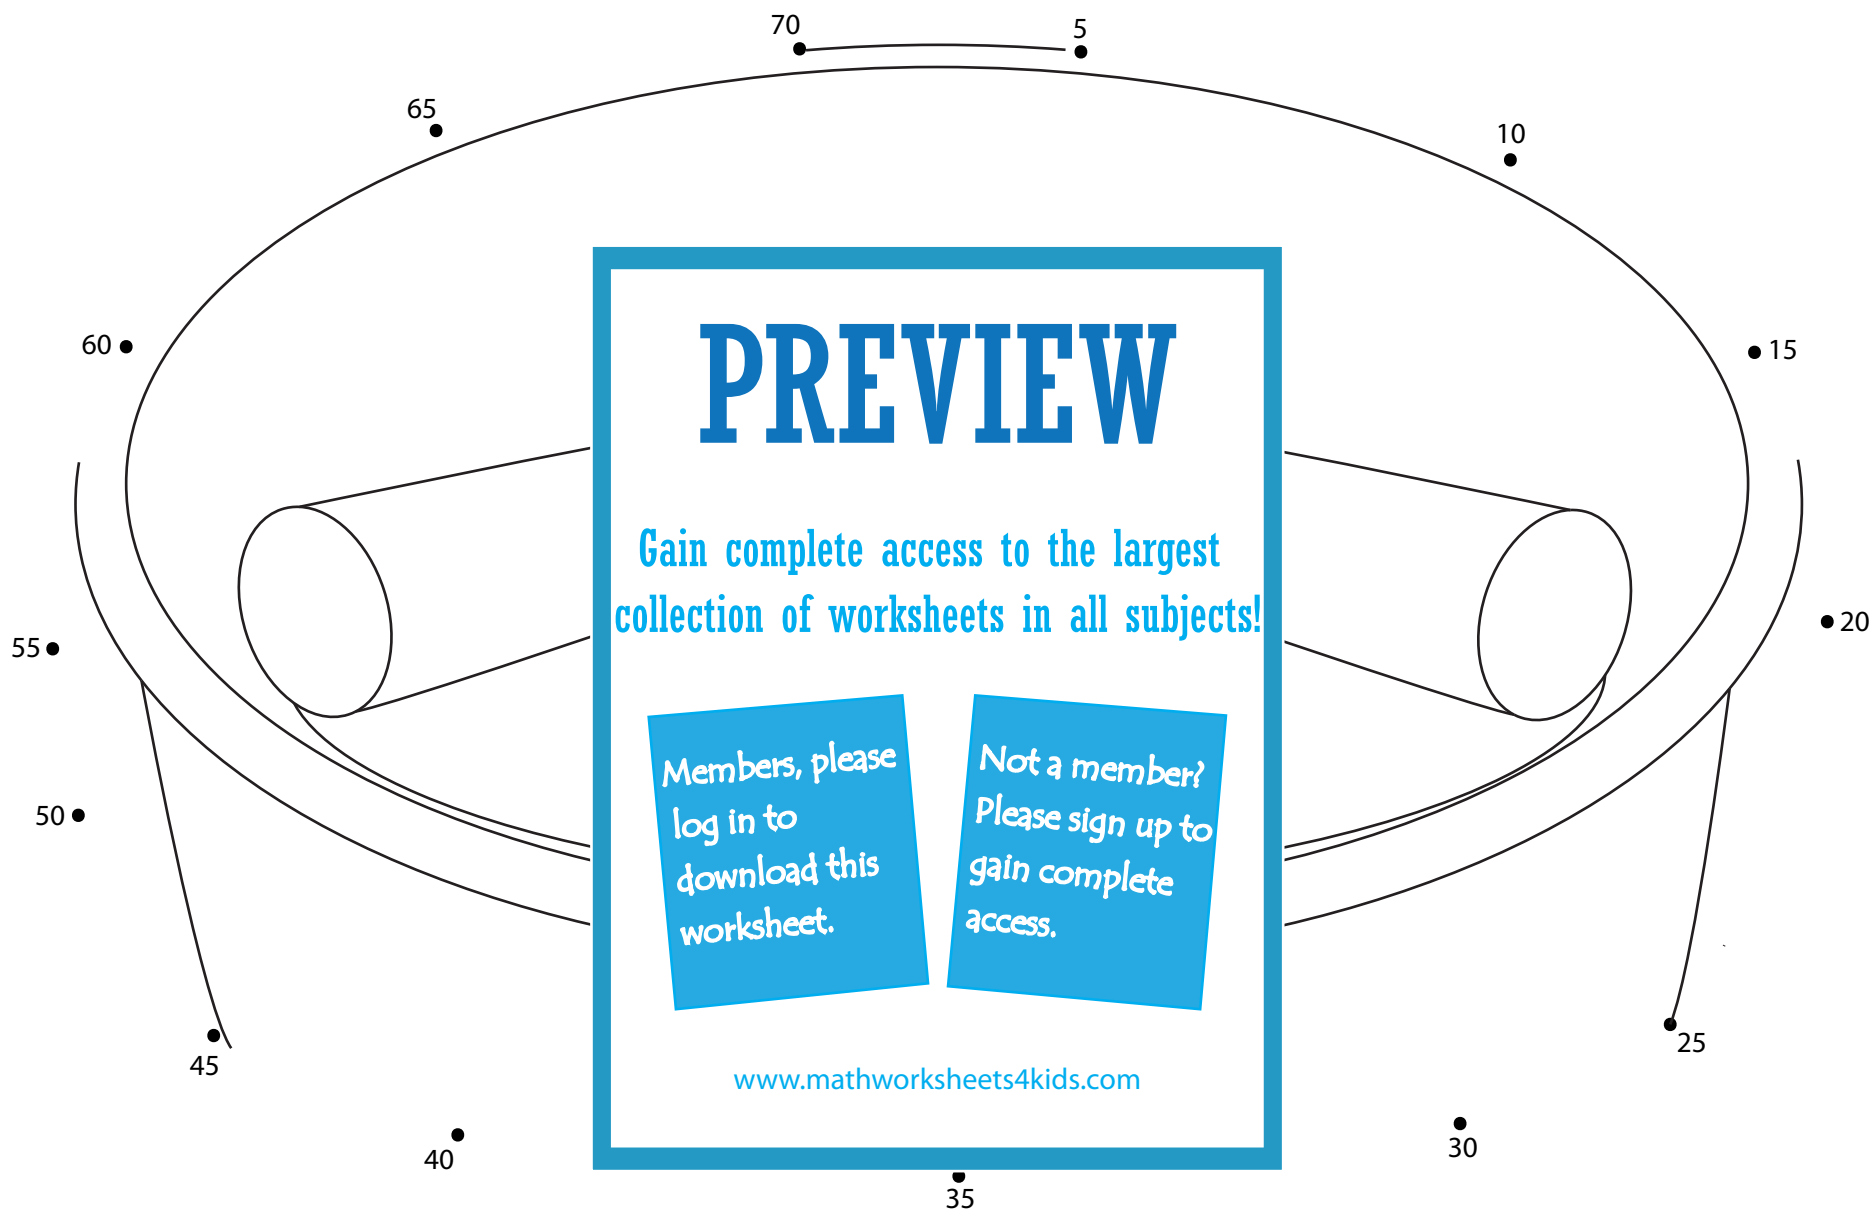 70
5
65
10
60
15
PREVIEW
Gain complete access to the largest
collection of worksheets in all subjects!
55
20
50
Members, please
log in to
download this
worksheet.
Not a member?
Please sign up to
gain complete
access.
45
25
www.mathworksheets4kids.com
40
30
35